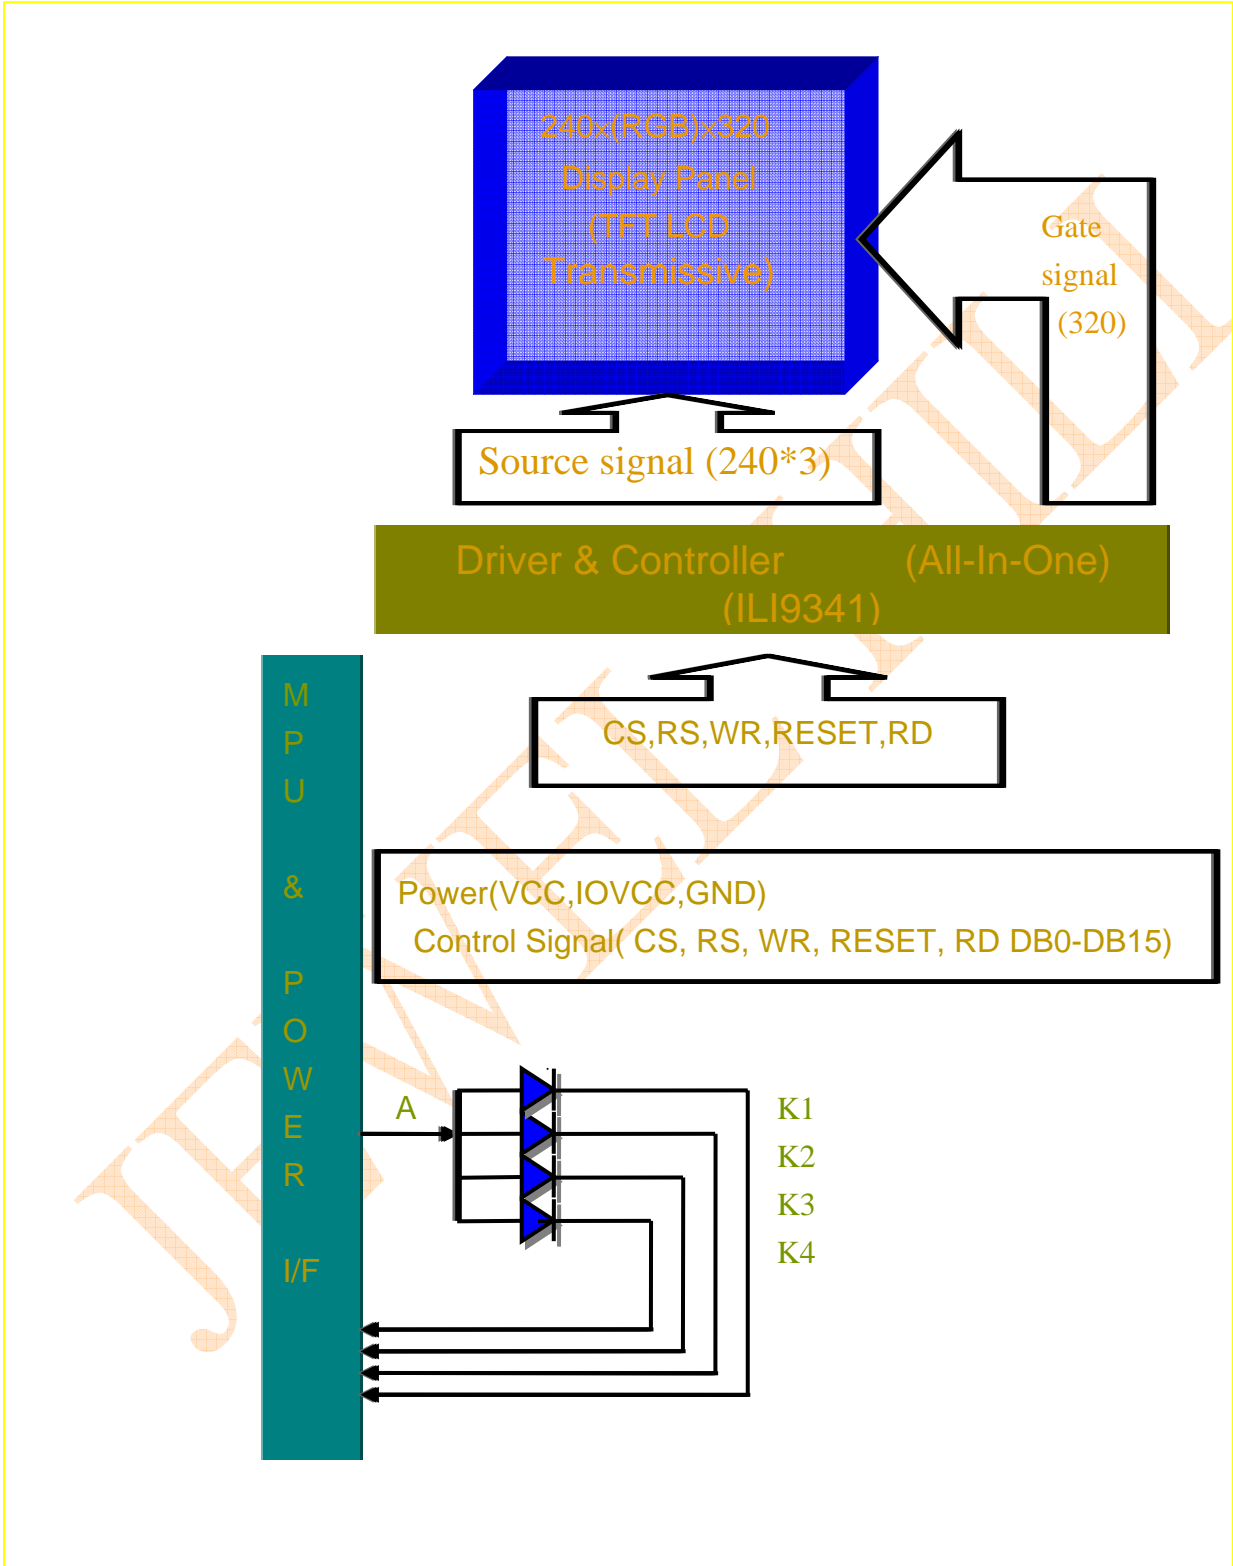 240×(RGB)×320
Display Panel
(TFT LCD
Transmissive)
Gate
signal
(320)
Source signal (240*3)
Driver & Controller (All-In-One)
(ILI9341)
M
P
U
&
P
O
W
E
R
I/F
CS,RS,WR,RESET,RD
Power(VCC,IOVCC,GND)
Control Signal( CS, RS, WR, RESET, RD DB0-DB15)
A
K1
K2
K3
K4